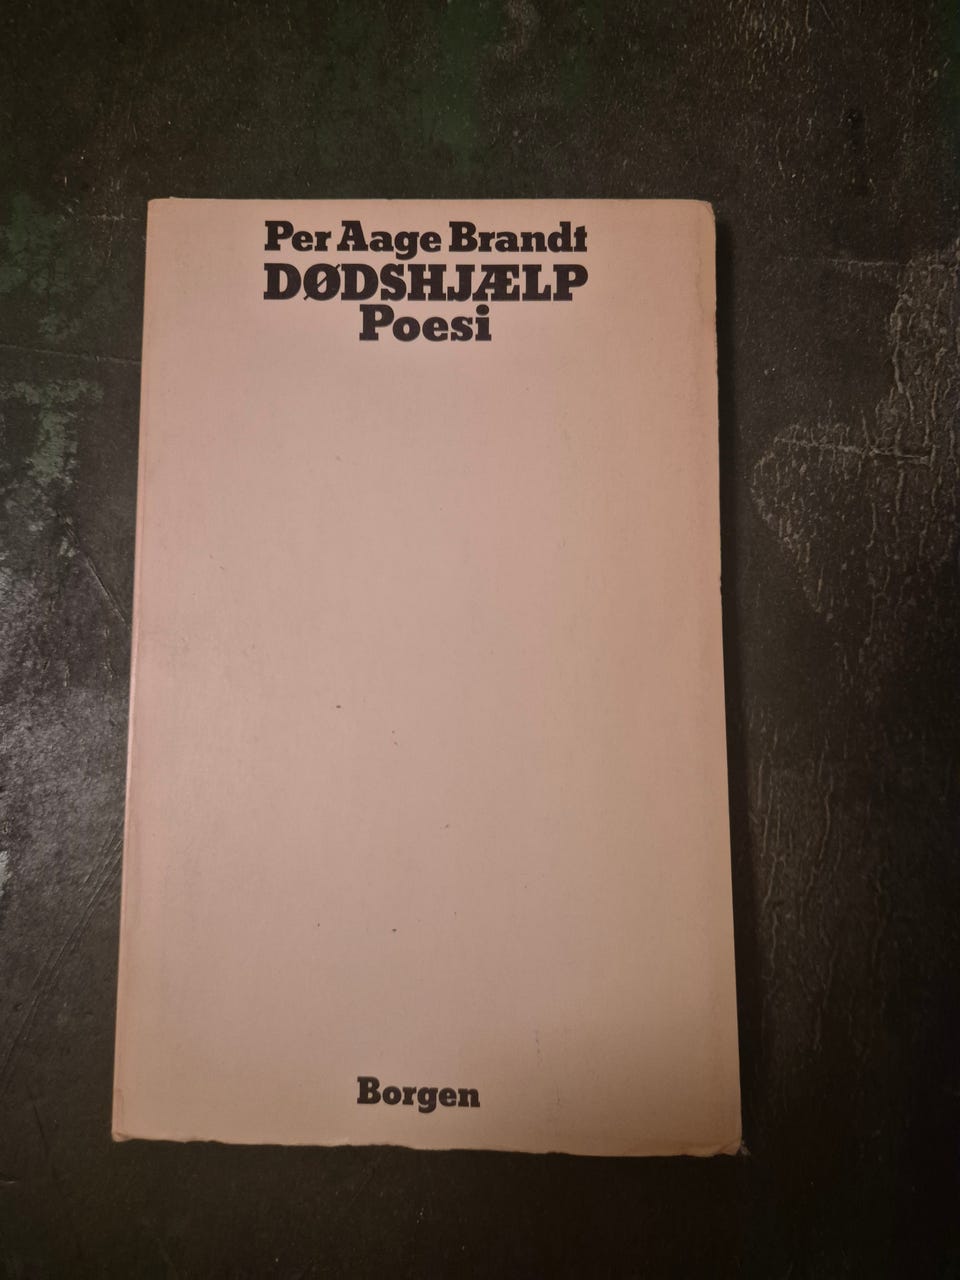 Per Aage Brandt
DØDSHJÆLP
Poesi
Borgen